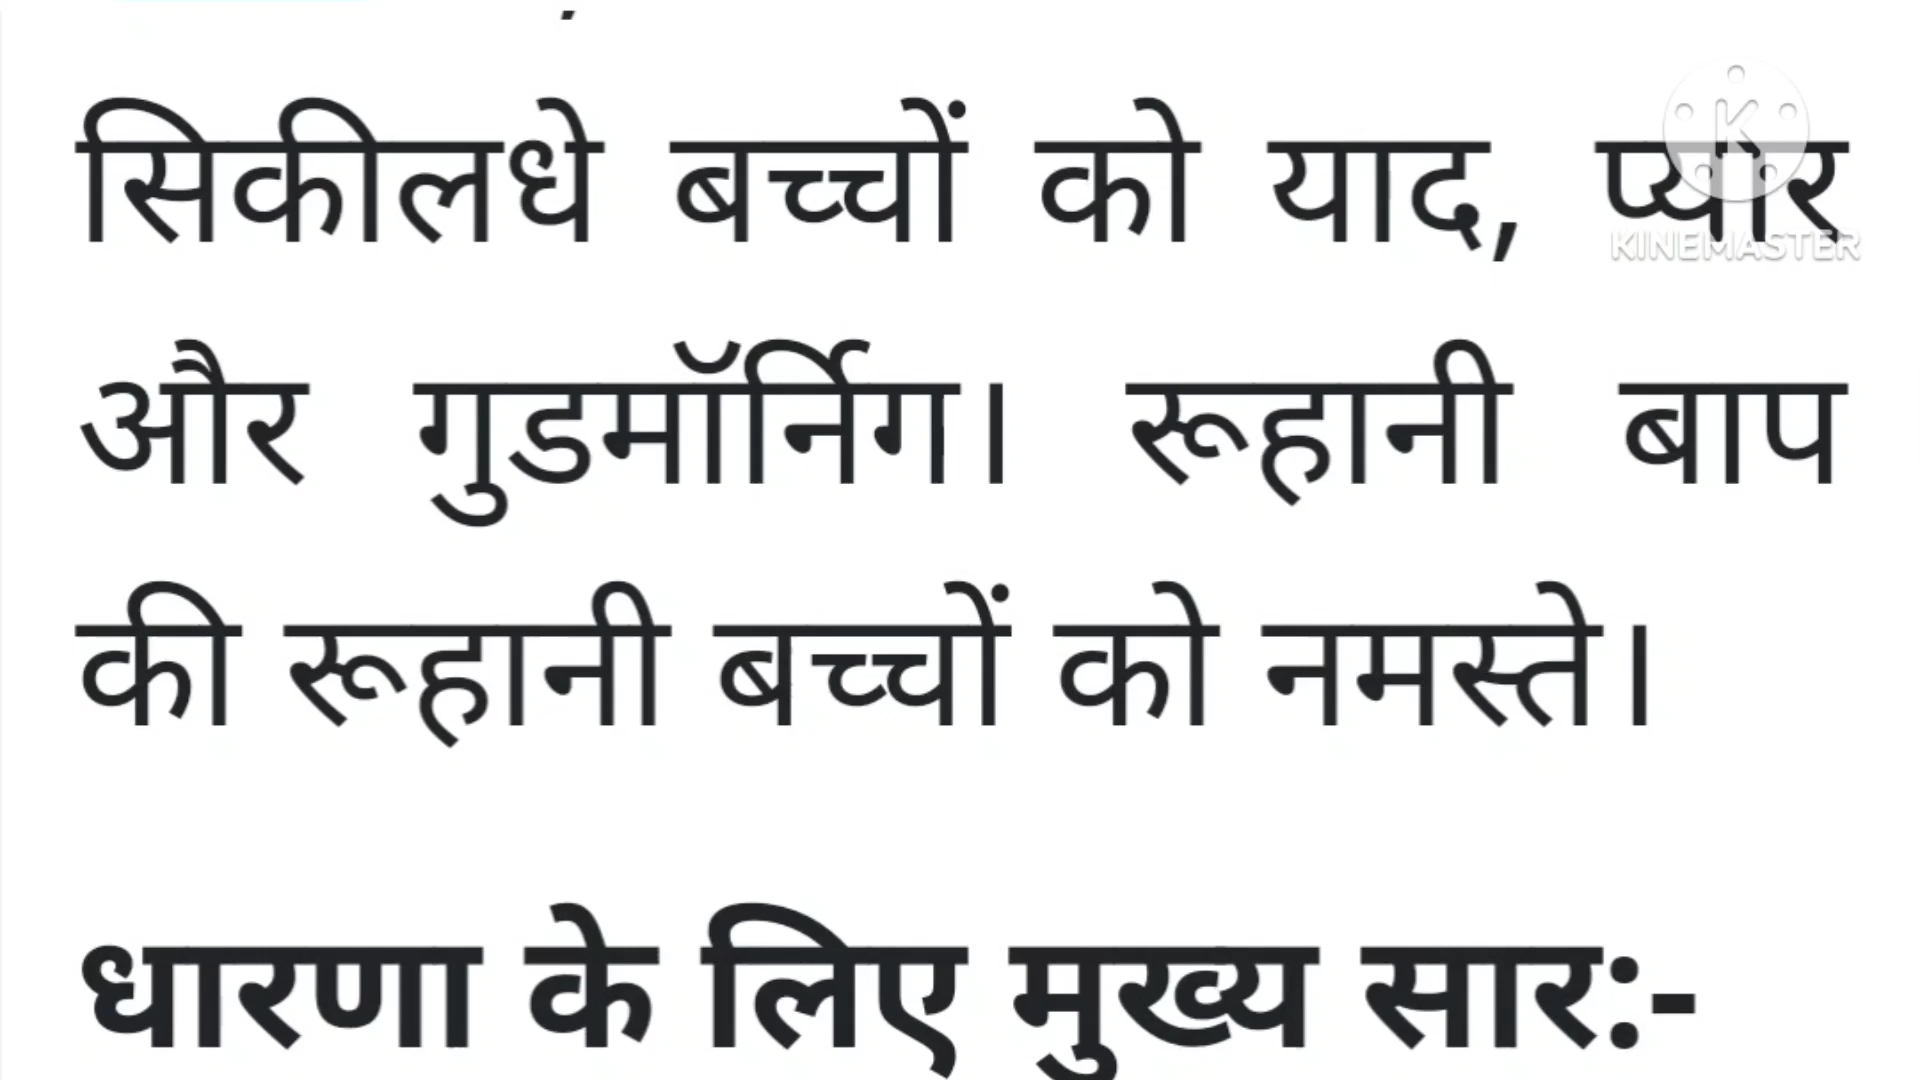 सिकीलधे बच्चों को याद, प्यार
KINEMASTER
और गुडमॉर्निग। रूहानी बाप
की रूहानी बच्चों को नमस्ते।
धारणा के लिए मुख्य सार:-